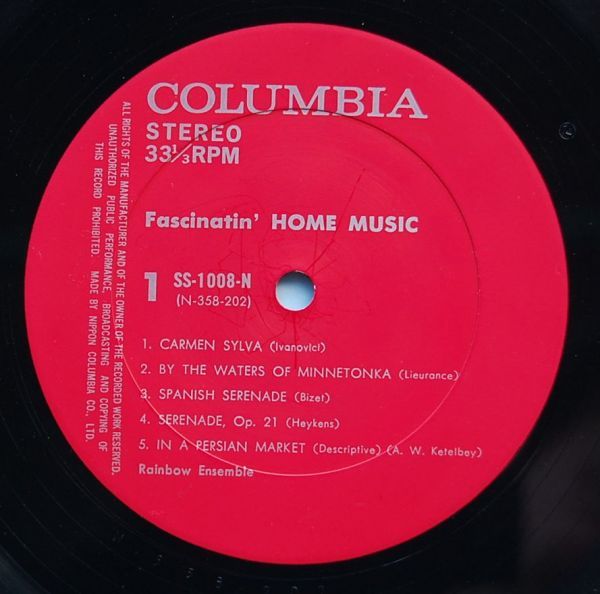 COLUMBIA
STEREO
33⅓RPM
Fascinatin' HOME MUSIC
1
SS-1008-N
(N-358-202)
1. CARMEN SYLVA (Ivanovici)
2. BY THE WATERS OF MINNETONKA (Lieurance)
3. SPANISH SERENADE (Bizet)
4. SERENADE, Op. 21 (Heykens)
5. IN A PERSIAN MARKET (Descriptive) (A. W. Ketelbey)
Rainbow Ensemble
ALL RIGHTS OF THE MANUFACTURER AND OF THE OWNER OF THE RECORDED WORK RESERVED.
UNAUTHORIZED PUBLIC PERFORMANCE, BROADCASTING AND COPYING OF
THIS RECORD PROHIBITED. MADE BY NIPPON COLUMBIA CO., LTD.